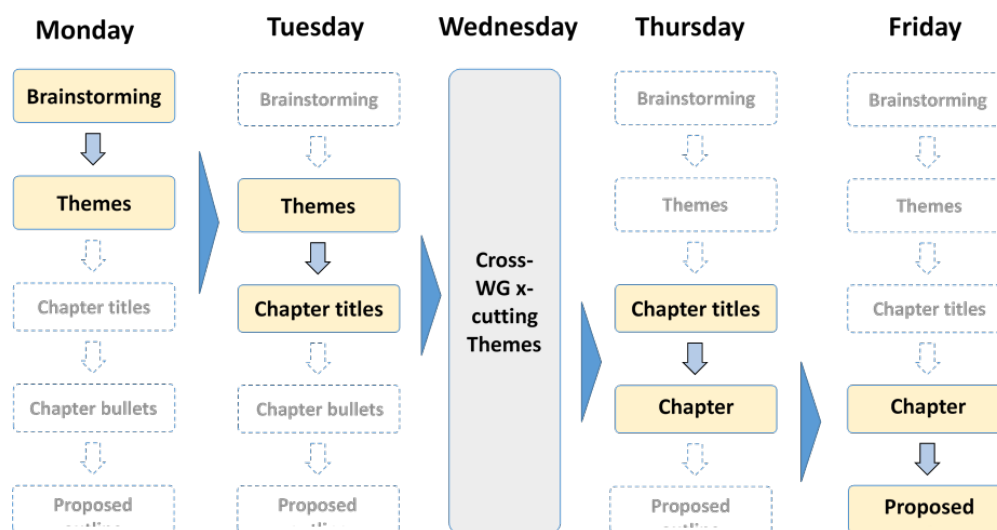 Monday
Tuesday
Wednesday
Thursday
Friday
Brainstorming
Themes
Chapter titles
Chapter bullets
Proposed
Brainstorming
Themes
Chapter titles
Chapter bullets
Proposed
Cross-
WG x-
cutting
Themes
Brainstorming
Themes
Chapter titles
Chapter
Proposed
Brainstorming
Themes
Chapter titles
Chapter
Proposed